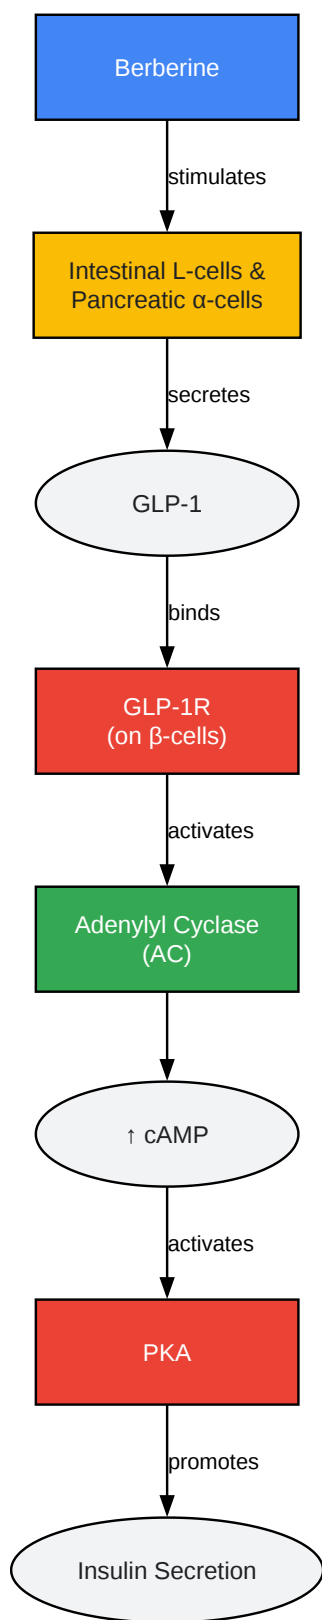 Berberine
stimulates
Intestinal L-cells &
Pancreatic α-cells
secretes
GLP-1
binds
GLP-1R
(on β-cells)
activates
Adenylyl Cyclase
(AC)
↑ cAMP
activates
PKA
promotes
Insulin Secretion